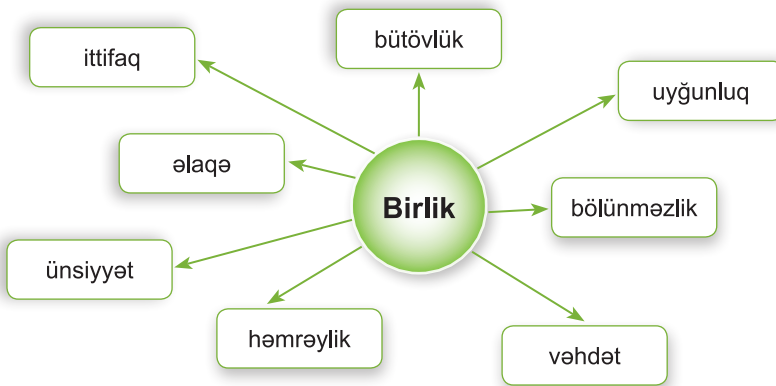 bütövlük
ittifaq
uyğunluq
əlaqə
Birlik
bölünməzlik
ünsiyyət
həmrəylik
vəhdət